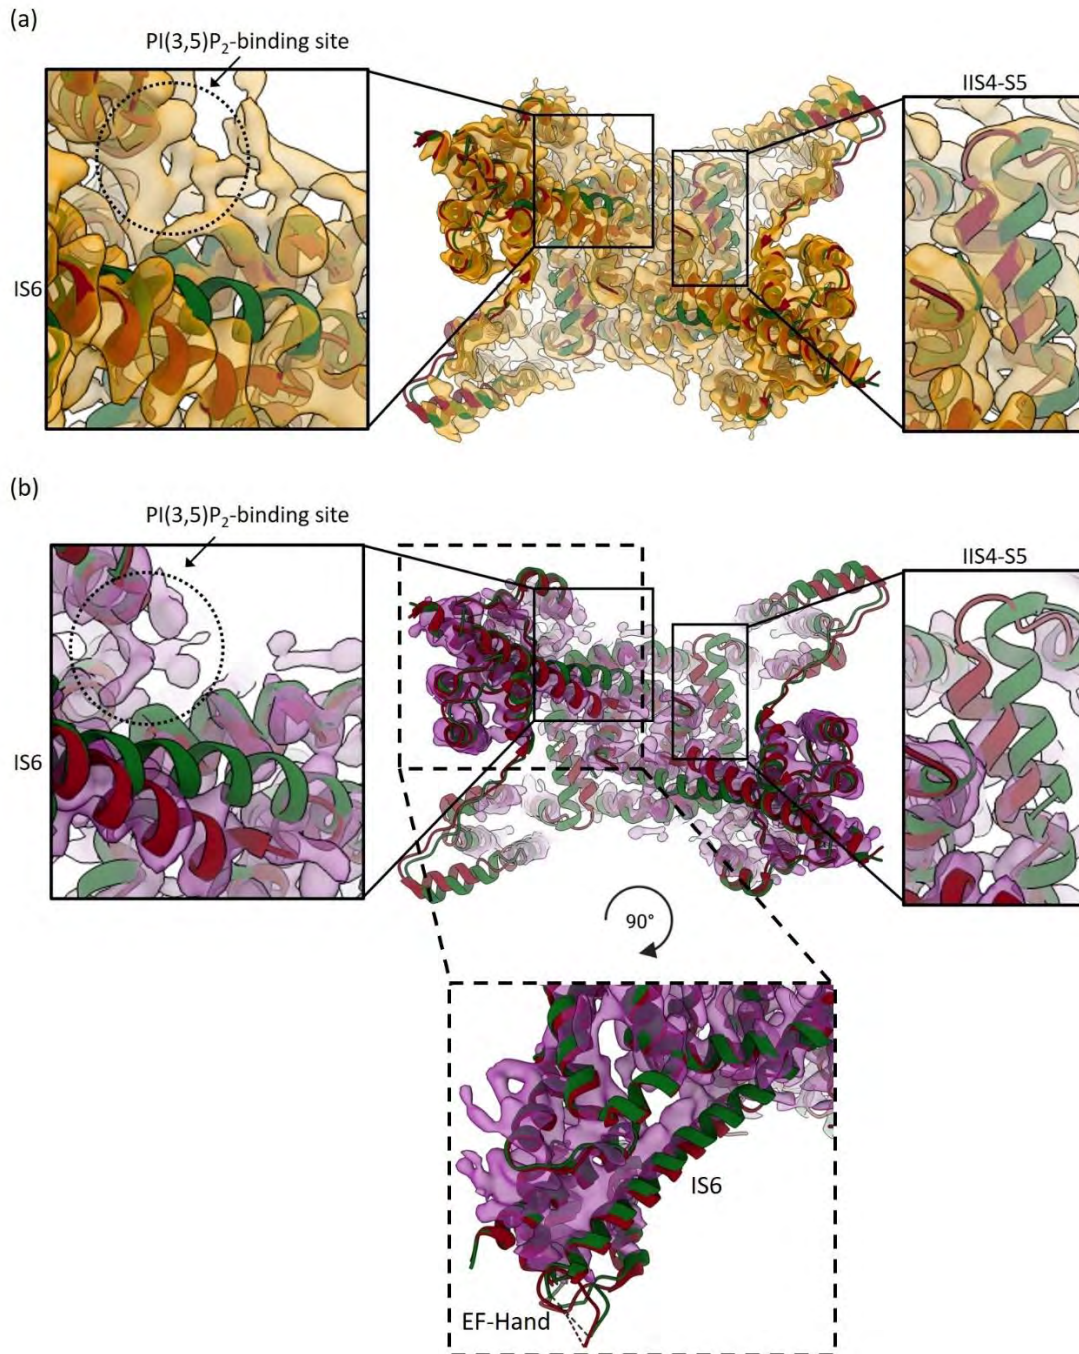 (a)
PI(3,5)P₂-binding site
IIS4-S5
IS6
(b)
PI(3,5)P₂-binding site
IIS4-S5
IS6
90°
IS6
EF-Hand